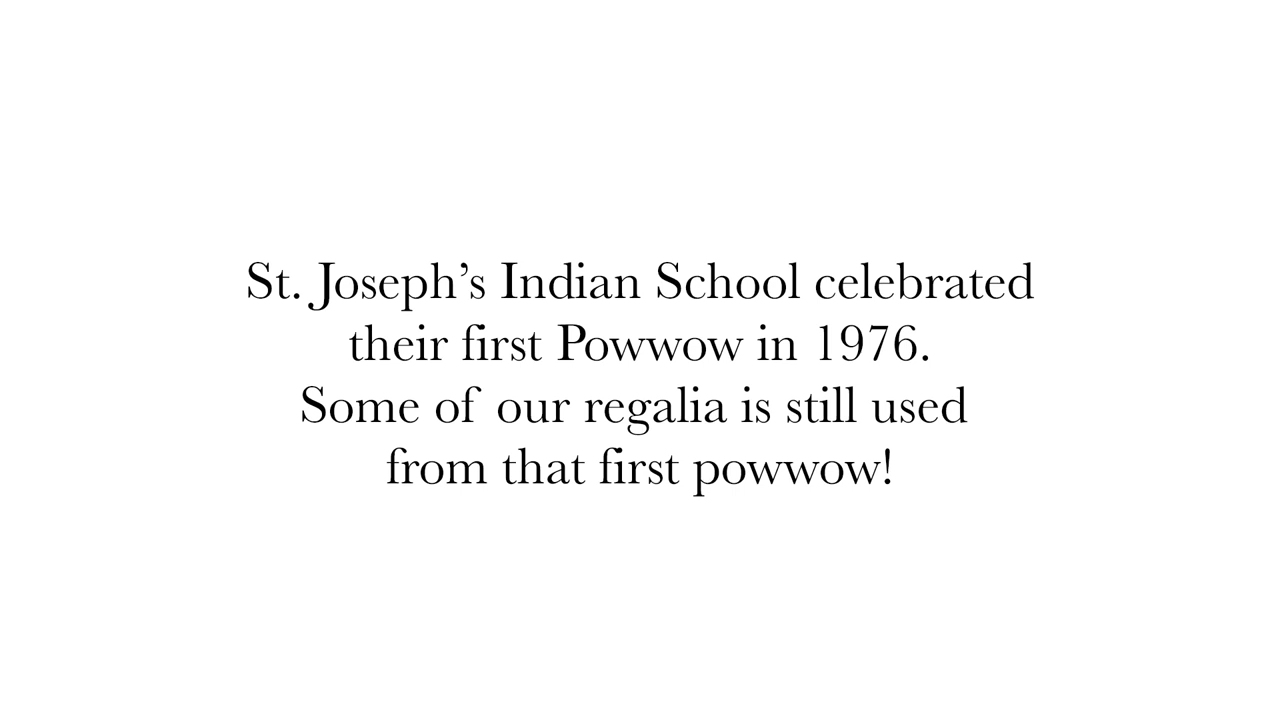 St. Joseph’s Indian School celebrated
their first Powwow in 1976.
Some of our regalia is still used
from that first powwow!